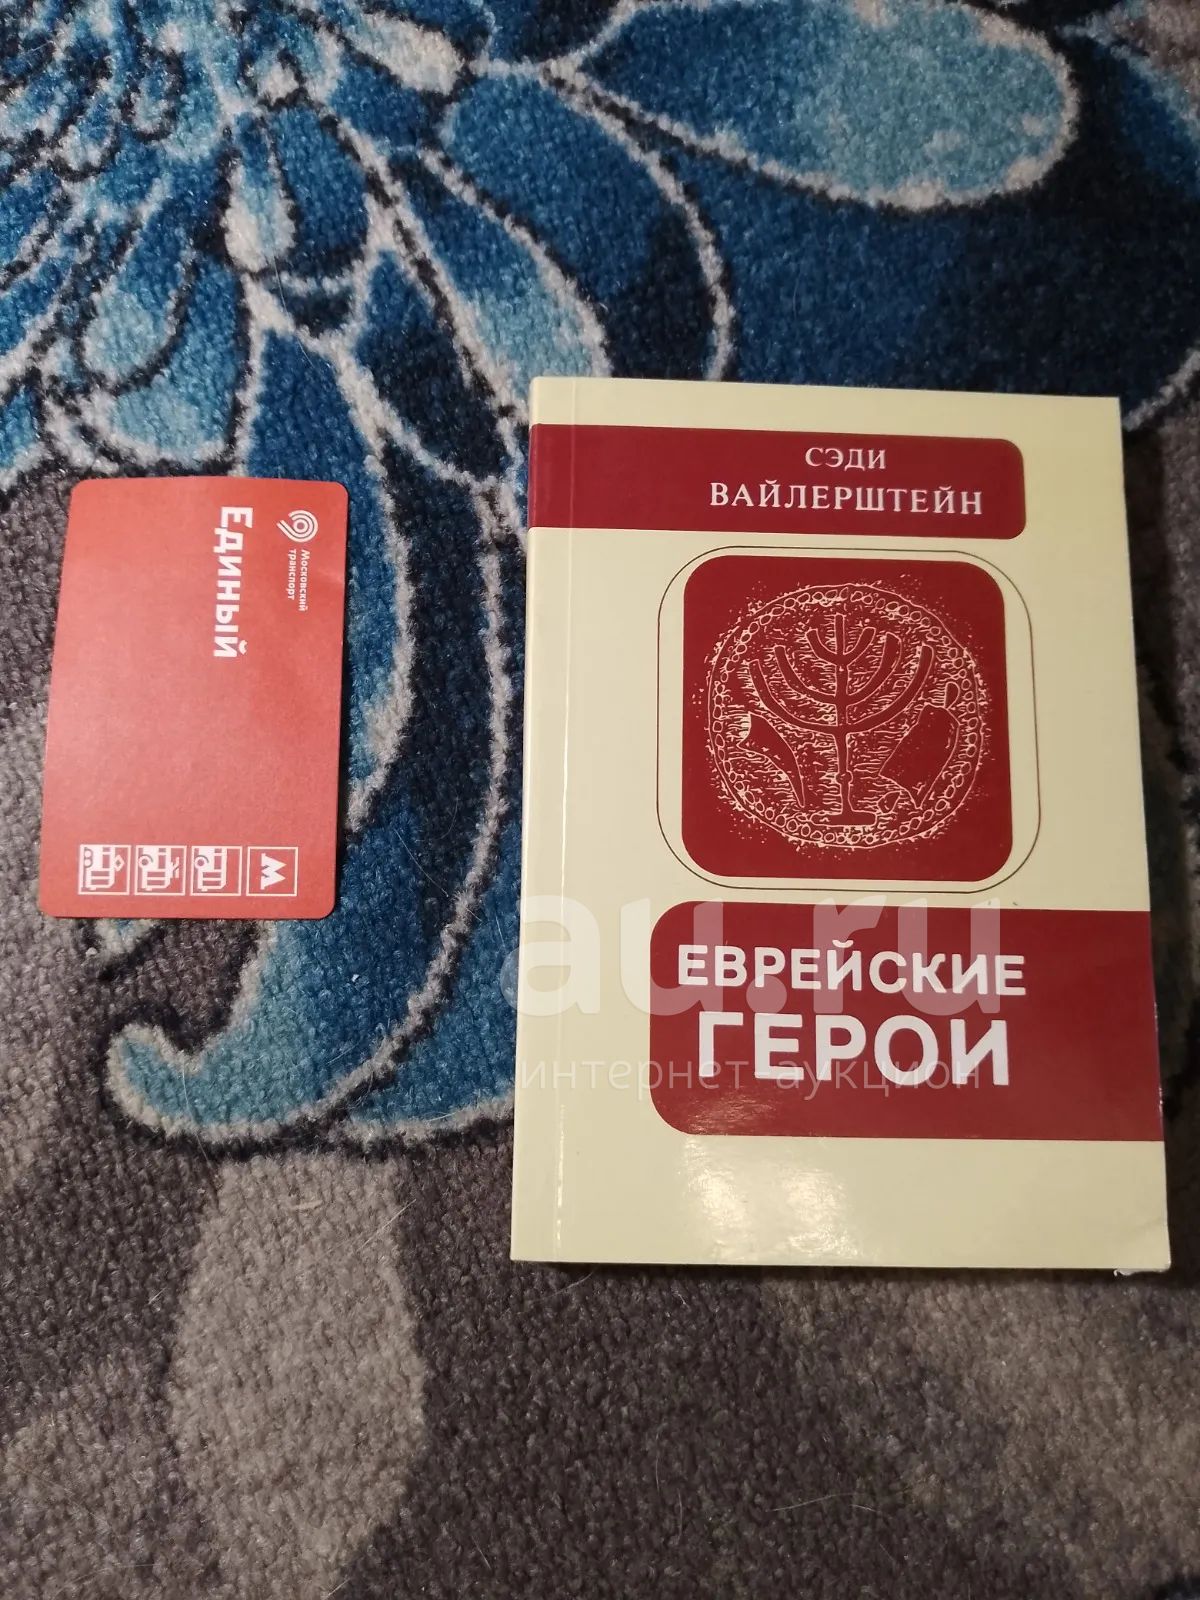 Московский
транспорт
Единый
СЭДИ
ВАЙЛЕРШТЕЙН
ЕВРЕЙСКИЕ
ГЕРОИ
au.ru
интернет-аукцион